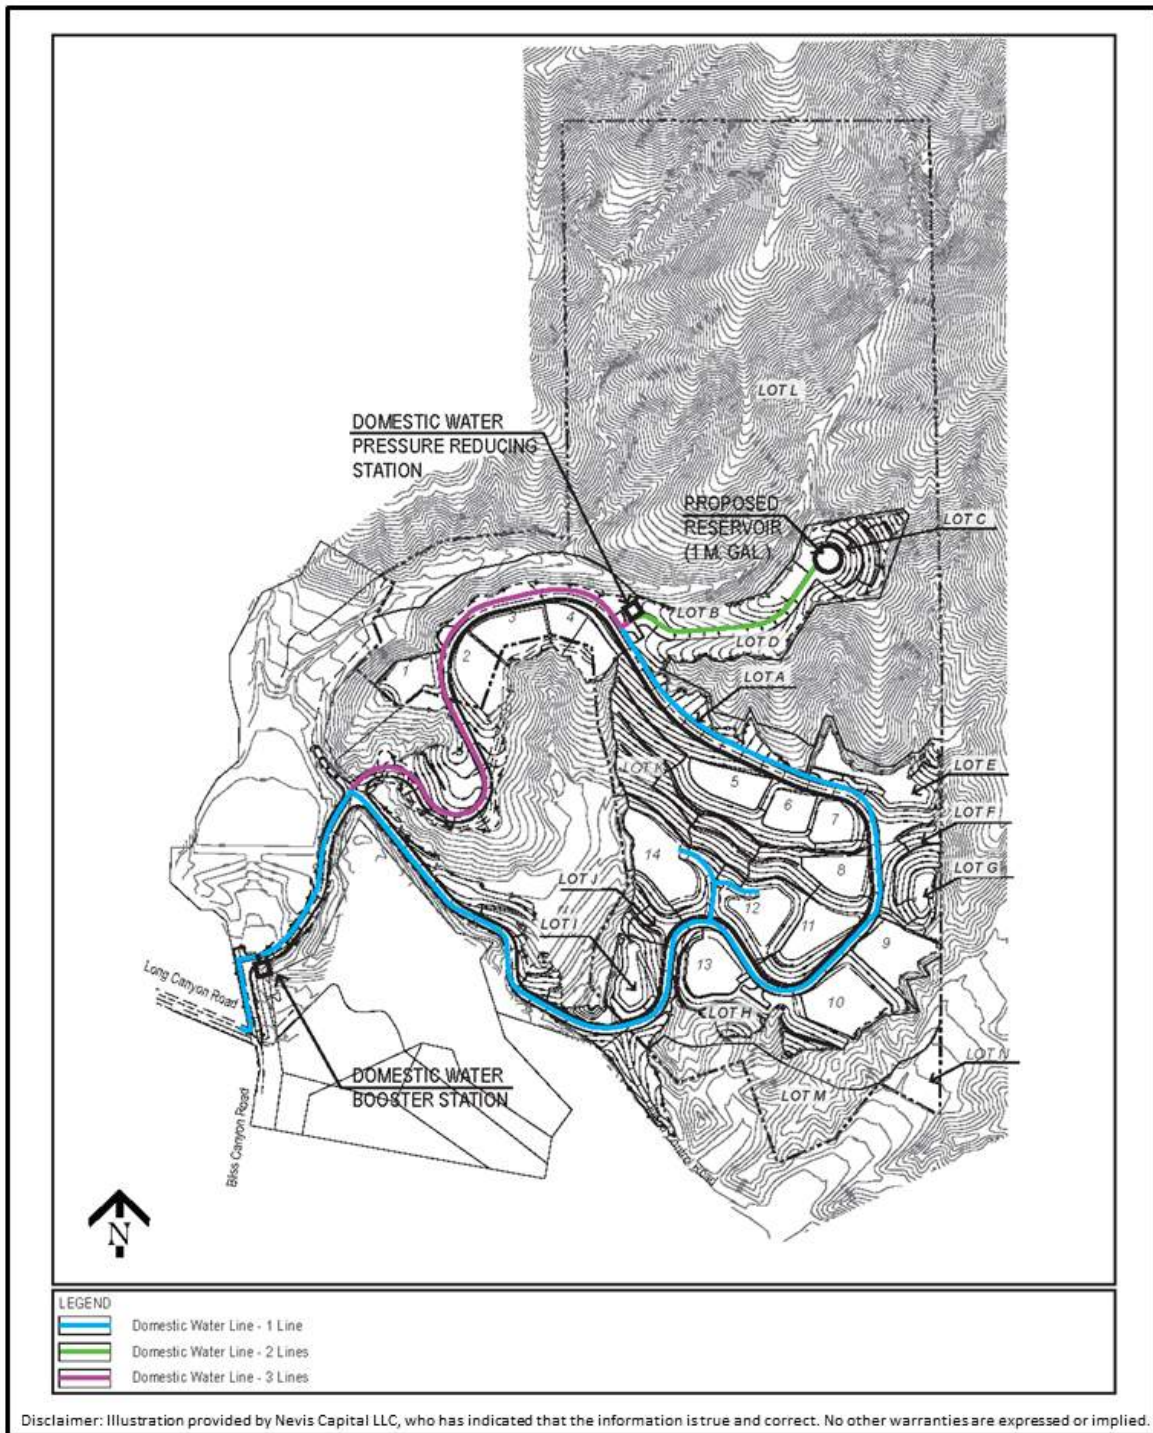 LOT L
DOMESTIC WATER
PRESSURE REDUCING
STATION
PROPOSED
RESERVOIR
(1 M. GAL.)
LOT C
LOT B
LOT D
3
4
2
1
LOT A
LOT K
5
6
7
LOT E
LOT F
LOT G
8
14
LOT J
LOT I
12
11
9
13
10
LOT H
Long Canyon Road
LOT N
LOT M
DOMESTIC WATER
BOOSTER STATION
Bliss Canyon Road
Road
N
LEGEND
Domestic Water Line - 1 Line
Domestic Water Line - 2 Lines
Domestic Water Line - 3 Lines
Disclaimer: Illustration provided by Nevis Capital LLC, who has indicated that the information is true and correct. No other warranties are expressed or implied.